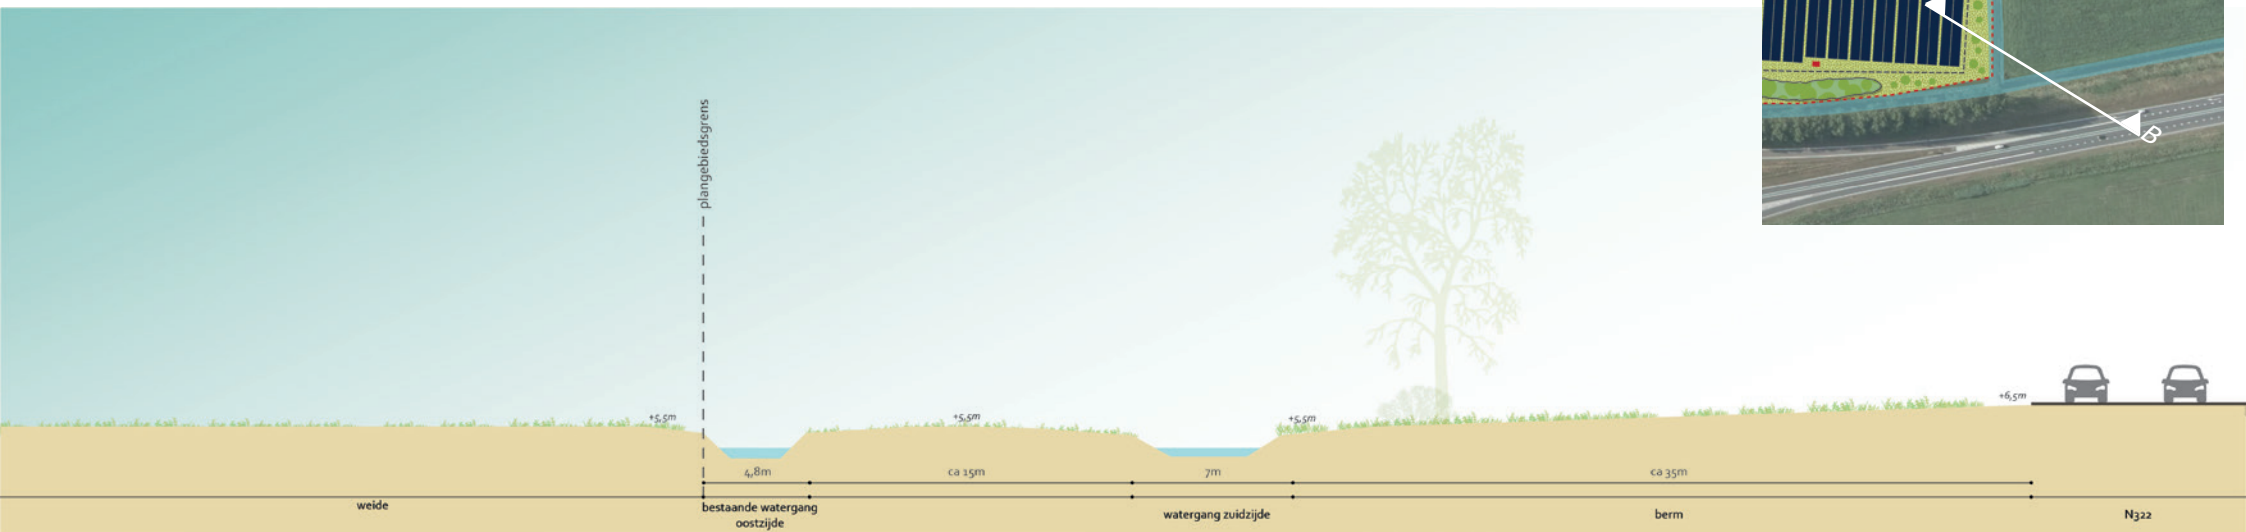 B
plangebiedsgrens
+5,5m
+5,5m
+5,5m
+6,5m
4,8m
ca 15m
7m
ca 35m
weide
bestaande watergang
oostzijde
watergang zuidzijde
berm
N322